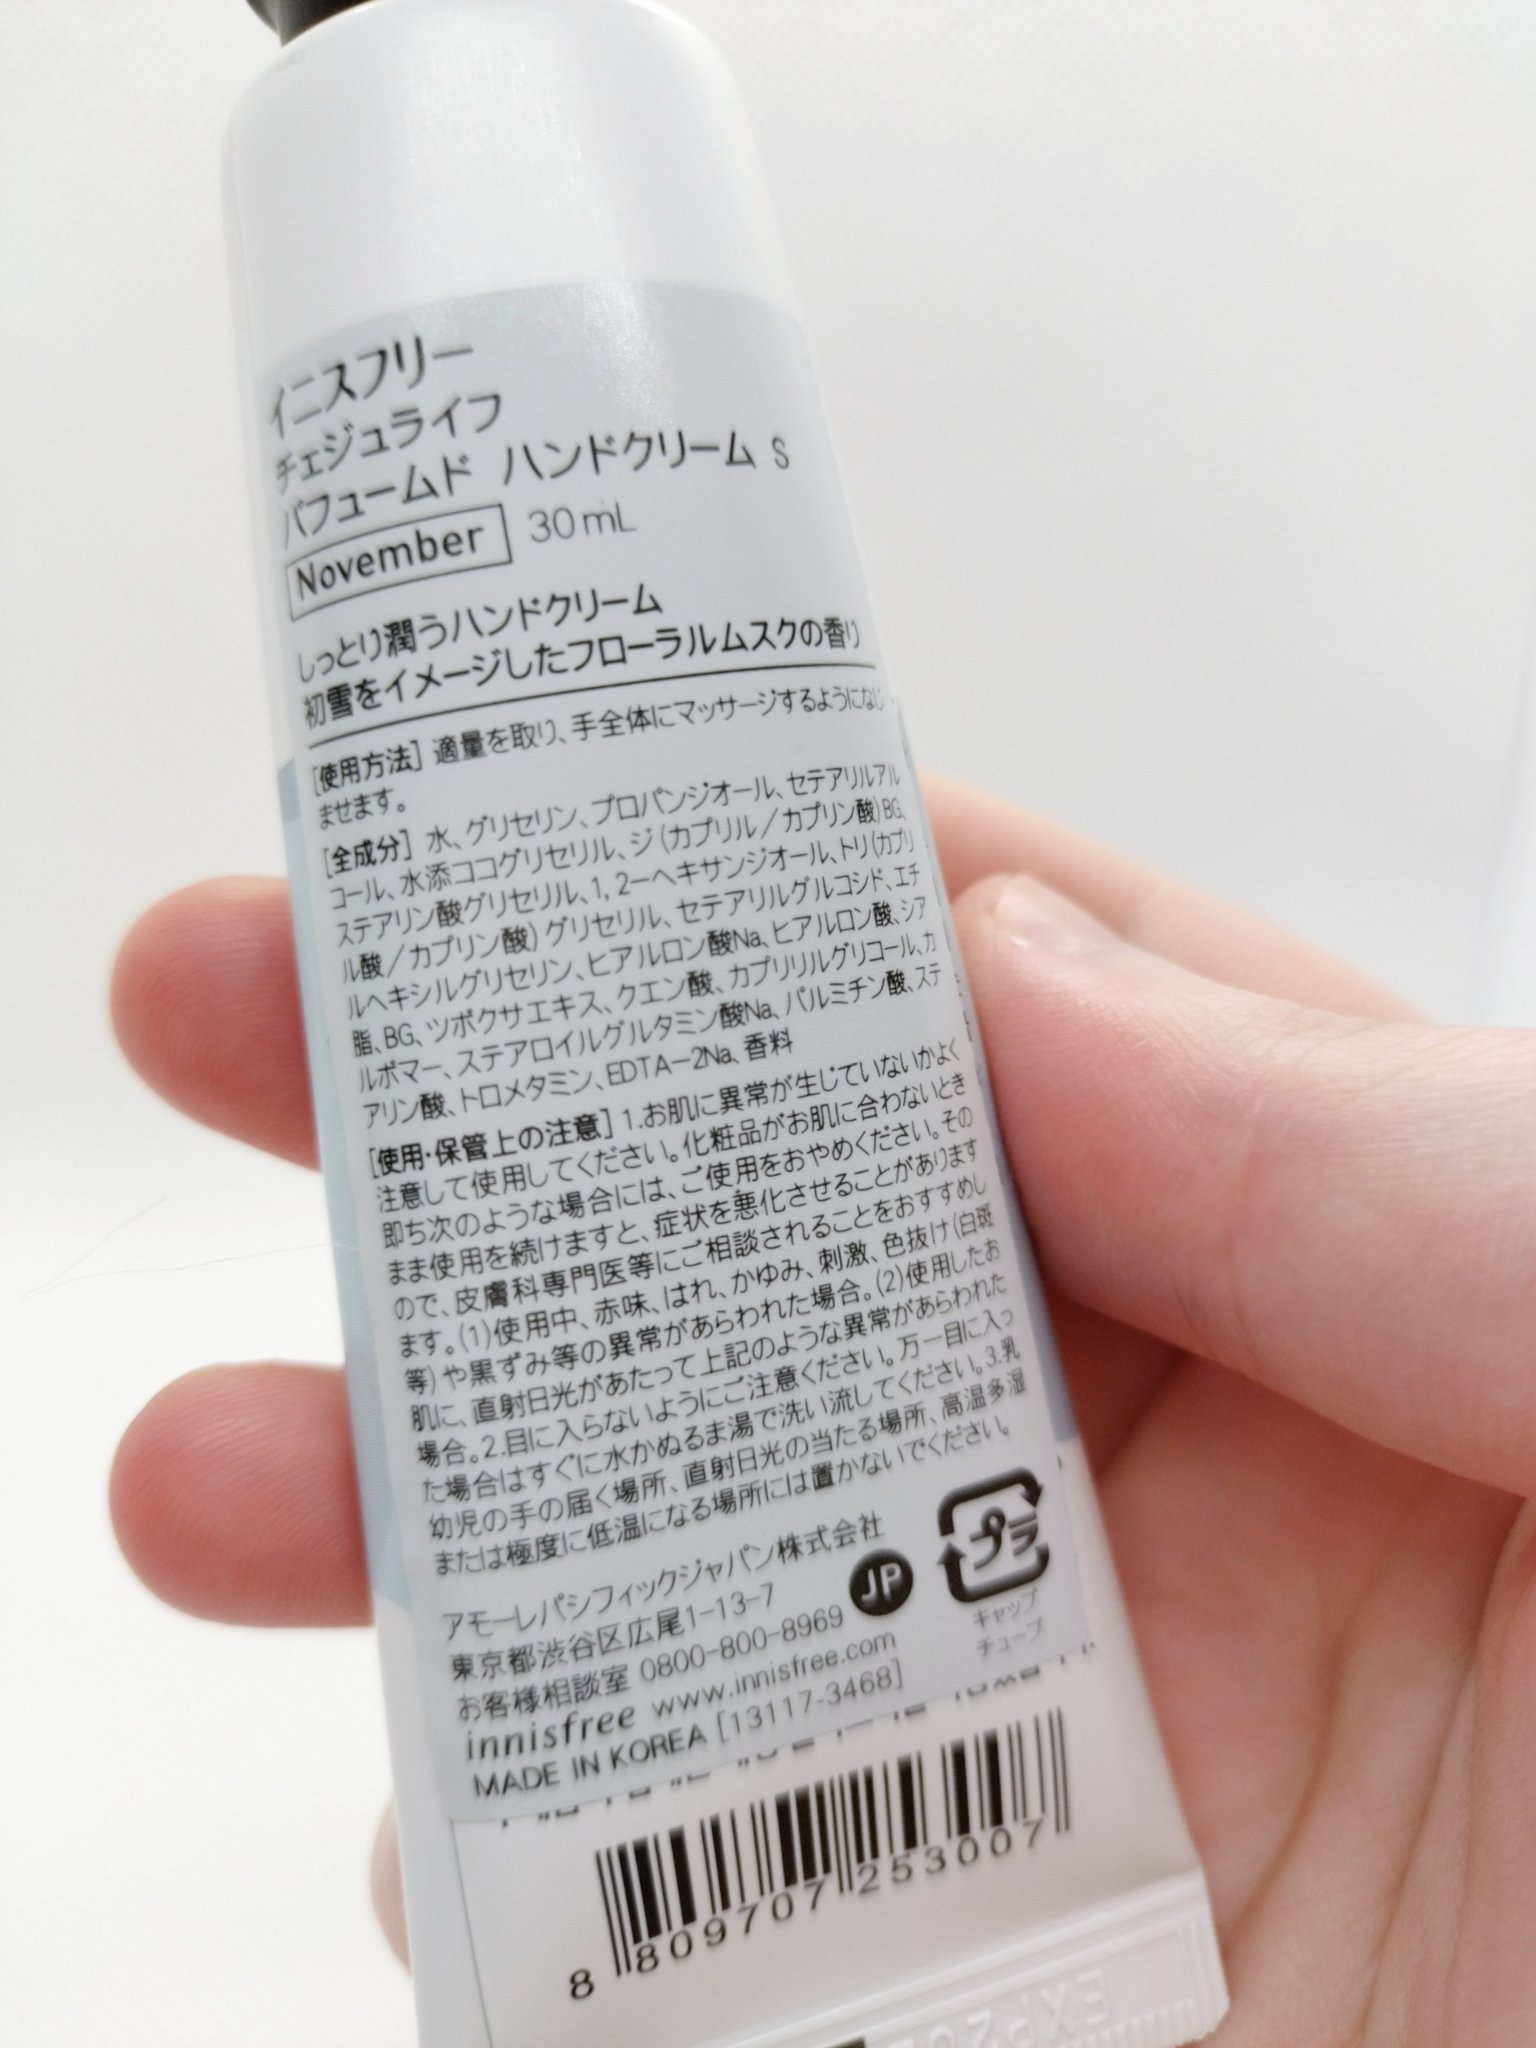 イニスフリー
チェジュライフ
パフュームド ハンドクリーム S
November 30mL
しっとり潤うハンドクリーム
初雪をイメージしたフローラルムスクの香り
[使用方法] 適量を取り、手全体にマッサージするようになじ
ませます。
[全成分] 水、グリセリン、プロパンジオール、セテアリルアル
コール、水添ココグリセリル、ジ(カプリル/カプリン酸)BG、
ステアリン酸グリセリル、1,2-ヘキサンジオール、トリ(カプリ
ル酸/カプリン酸)グリセリル、セテアリルグルコシド、エチ
ルヘキシルグリセリン、ヒアルロン酸Na、ヒアルロン酸、シア
脂、BG、ツボクサエキス、クエン酸、カプリリルグリコール、カ
ルボマー、ステアロイルグルタミン酸Na、パルミチン酸、ステ
アリン酸、トロメタミン、EDTA-2Na、香料
[使用・保管上の注意] 1.お肌に異常が生じていないかよく
注意して使用してください。化粧品がお肌に合わないとき
即ち次のような場合には、ご使用をおやめください。その
まま使用を続けますと、症状を悪化させることがあります
ので、皮膚科専門医等にご相談されることをおすすめし
ます。(1)使用中、赤味、はれ、かゆみ、刺激、色抜け(白斑
等)や黒ずみ等の異常があらわれた場合。(2)使用したお
肌に、直射日光があたって上記のような異常があらわれた
場合。2.目に入らないようにご注意ください。万一目に入っ
た場合はすぐに水かぬるま湯で洗い流してください。3.乳
幼児の手の届く場所、直射日光の当たる場所、高温多湿
または極度に低温になる場所には置かないでください。
アモーレパシフィックジャパン株式会社
東京都渋谷区広尾1-13-7
お客様相談室 0800-800-8969 JP
innisfree www.innisfree.com
MADE IN KOREA [13117-3468]
プラ
キャップ
チューブ
8 809707 253007